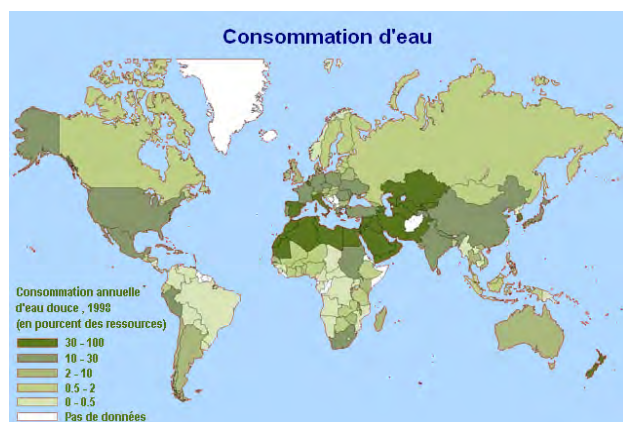 Consommation d'eau
Consommation annuelle
d'eau douce , 1998
(en pourcent des ressources)
30 - 100
10 - 30
2 - 10
0.5 - 2
0 - 0.5
Pas de données